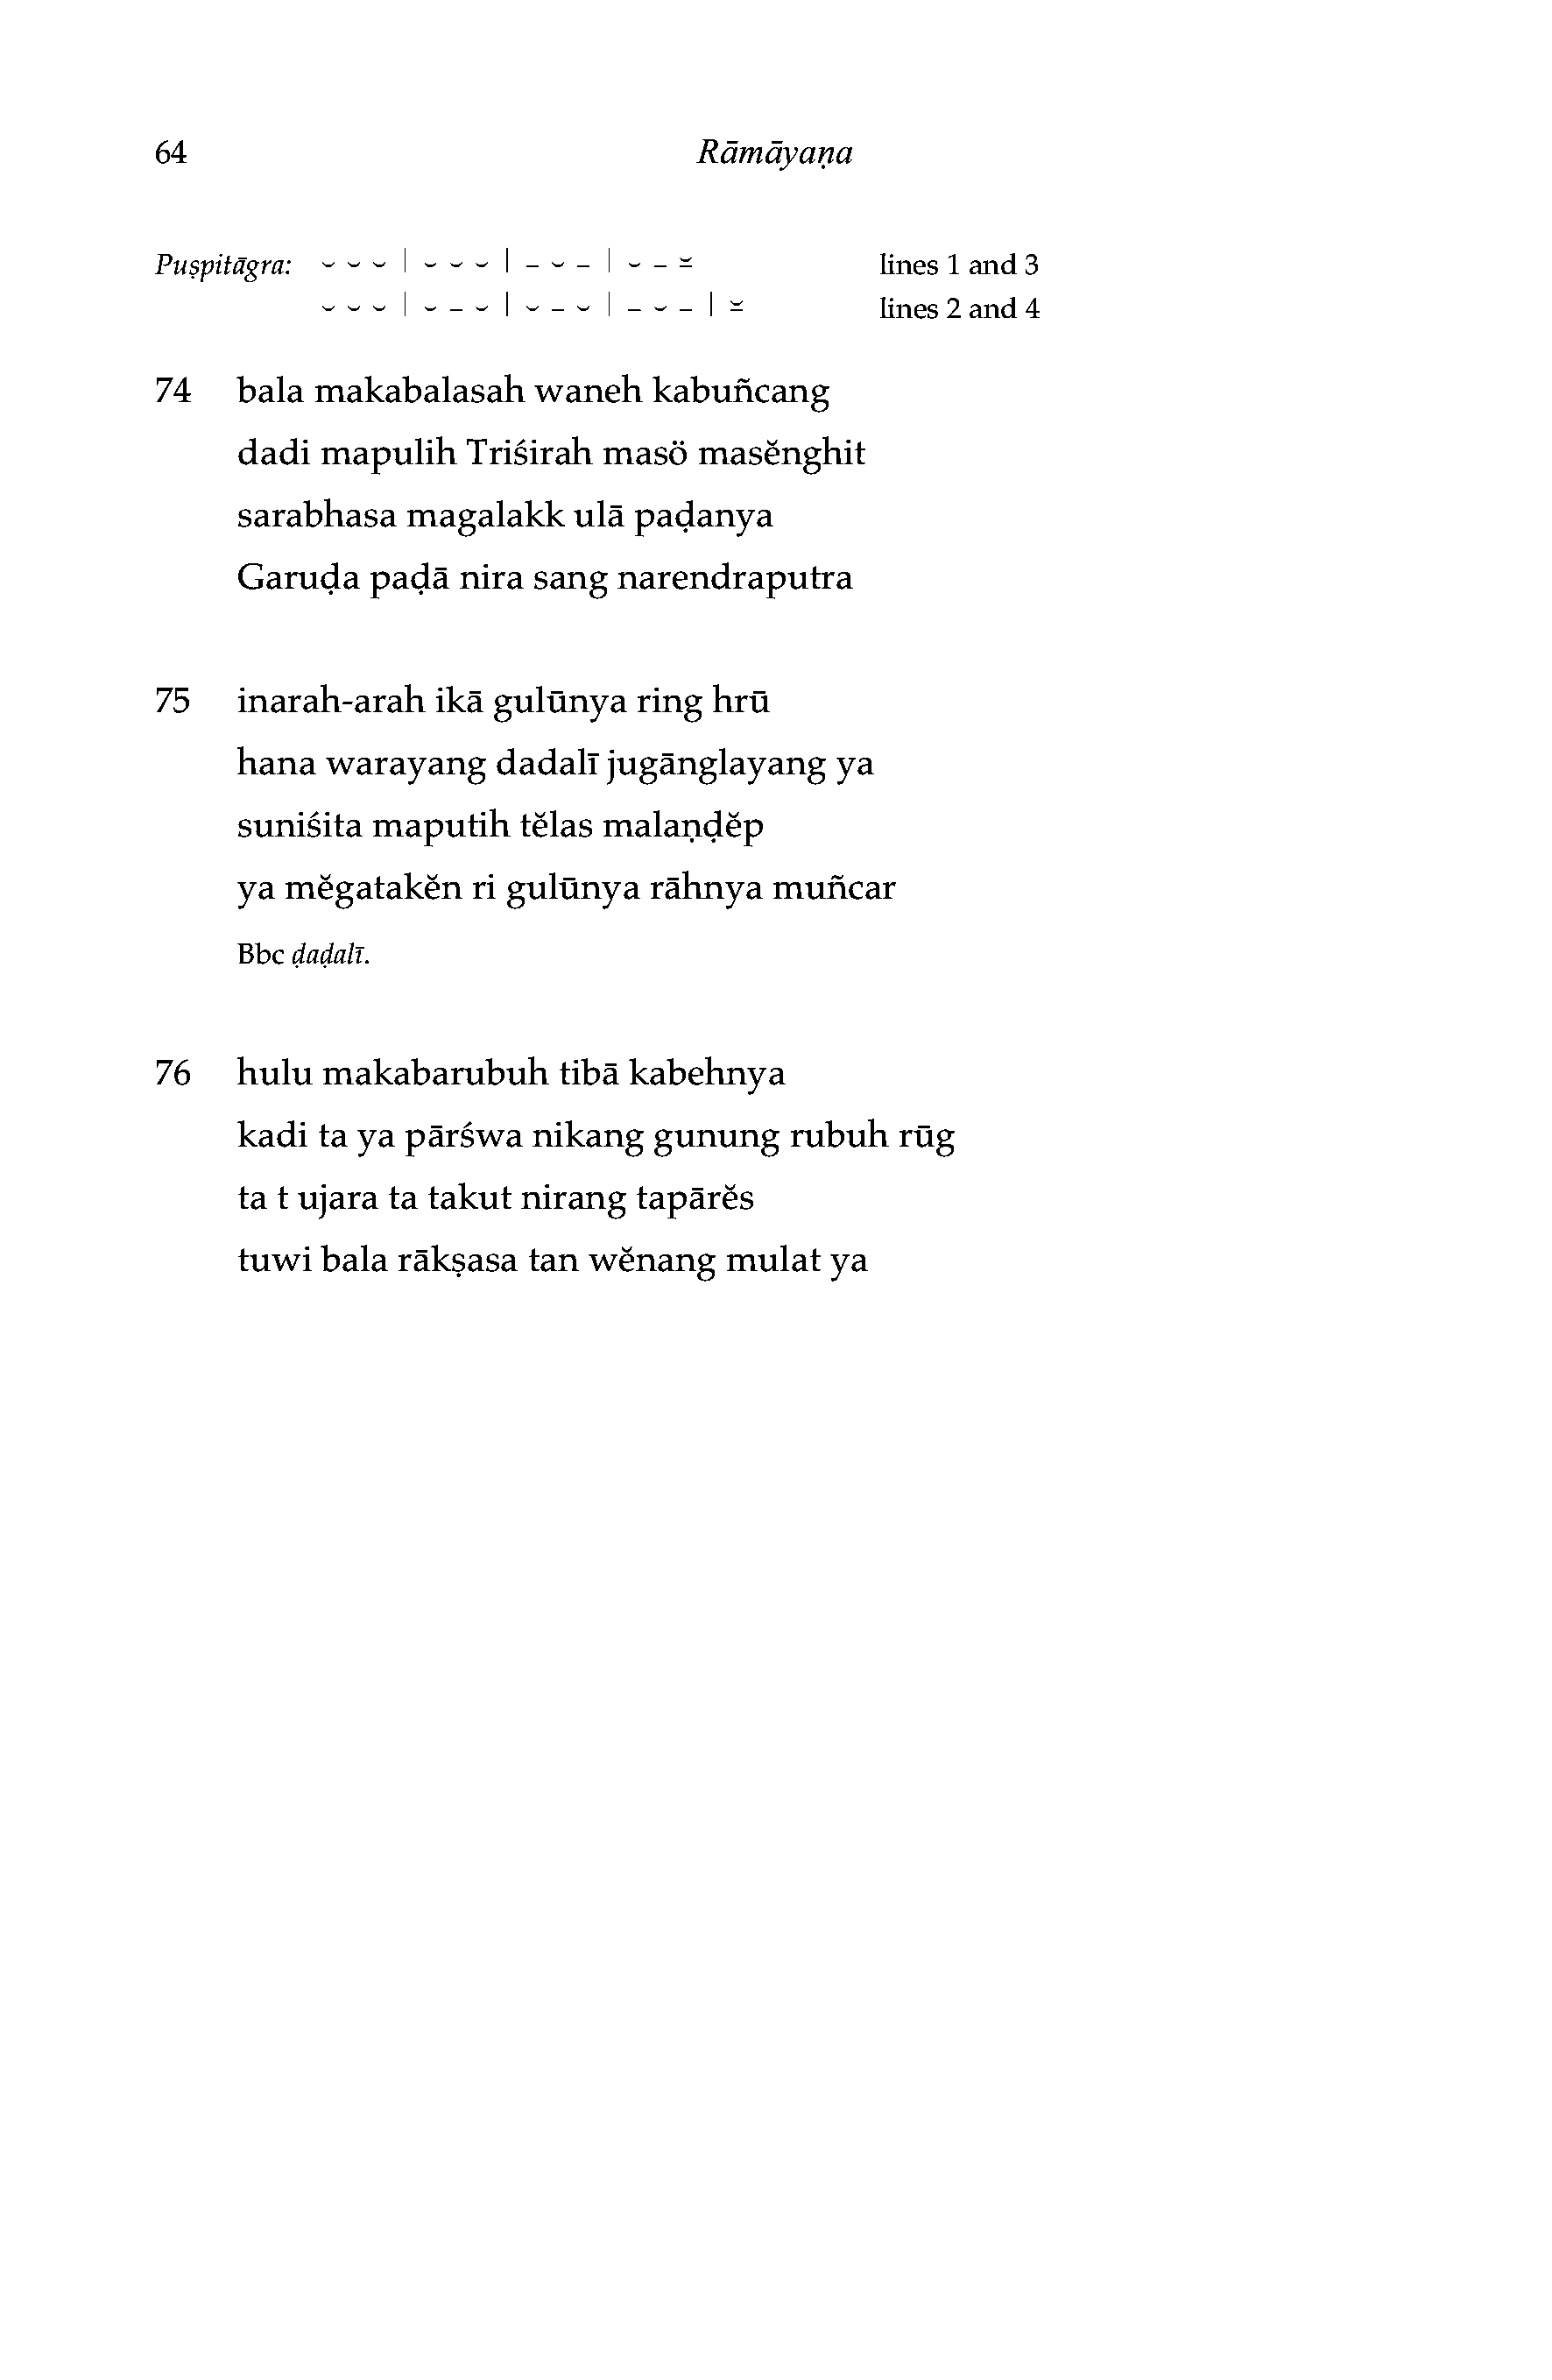 64 Rāmāyaṇa
Puṣpitāgra: ⏑ ⏑ ⏑ | ⏑ ⏑ ⏑ | – ⏑ – | ⏑ – ⏓ lines 1 and 3
⏑ ⏑ ⏑ | ⏑ – ⏑ | ⏑ – ⏑ | – ⏑ – | ⏓ lines 2 and 4
74 bala makabalasah waneh kabuñcang
dadi mapulih Triśirah masö masĕnghit
sarabhasa magalakk ulā paḍanya
Garuḍa paḍā nira sang narendraputra
75 inarah-arah ikā gulūnya ring hrū
hana warayang dadalī jugānglayang ya
suniśita maputih tĕlas malaṇḍĕp
ya mĕgatakĕn ri gulūnya rāhnya muñcar
Bbc ḍaḍalī.
76 hulu makabarubuh tibā kabehnya
kadi ta ya pārśwa nikang gunung rubuh rūg
ta t ujara ta takut nirang tapārĕs
tuwi bala rākṣasa tan wĕnang mulat ya